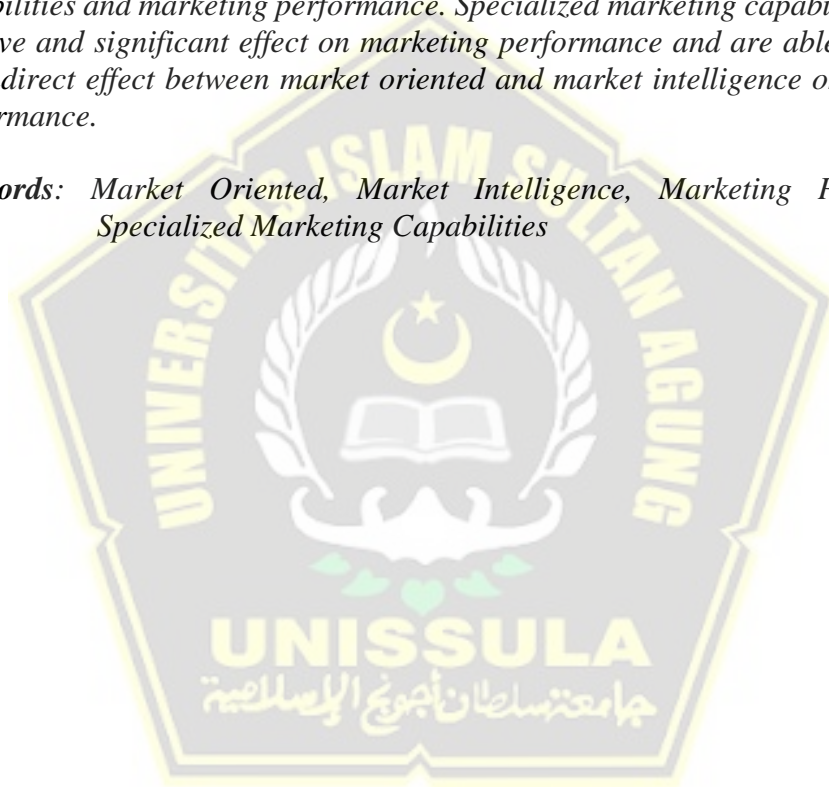 bilities and marketing performance. Specialized marketing capabi
ve and significant effect on marketing performance and are able
direct effect between market oriented and market intelligence o
rmance.
ords: Market Oriented, Market Intelligence, Marketing
Specialized Marketing Capabilities
UNIVERSITAS ISLAM SULTAN AGUNG
UNISSULA
جامعنسلطان أجونج الإسلامية